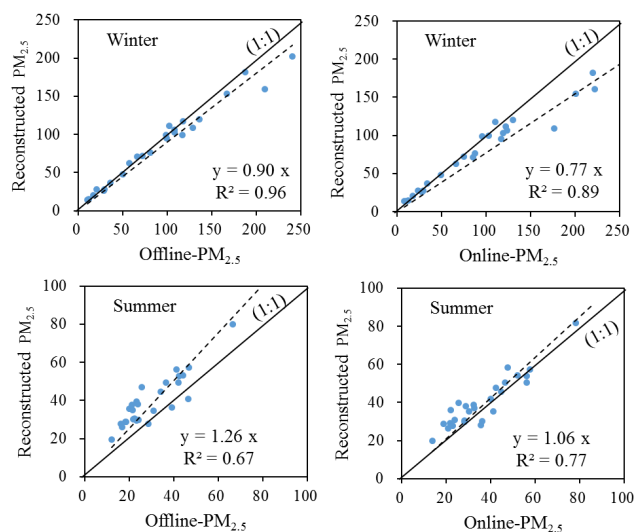 250
200
150
100
50
0
Reconstructed PM2.5
Winter
(1:1)
y = 0.90 x
R² = 0.96
0 50 100 150 200 250
Offline-PM2.5
250
200
150
100
50
0
Reconstructed PM2.5
Winter
(1:1)
y = 0.77 x
R² = 0.89
0 50 100 150 200 250
Online-PM2.5
100
80
60
40
20
0
Reconstructed PM2.5
Summer
(1:1)
y = 1.26 x
R² = 0.67
0 20 40 60 80 100
Offline-PM2.5
100
80
60
40
20
0
Reconstructed PM2.5
Summer
(1:1)
y = 1.06 x
R² = 0.77
0 20 40 60 80 100
Online-PM2.5